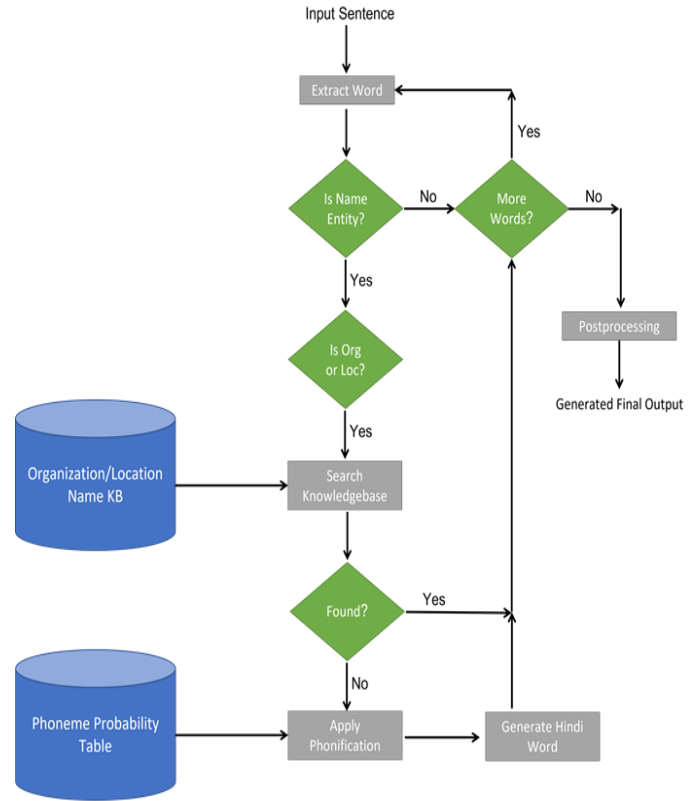 Input Sentence
Extract Word
Yes
Is Name
Entity?
No
More
Words?
No
Yes
Postprocessing
Is Org
or Loc?
Generated Final Output
Yes
Organization/Location
Name KB
Search
Knowledgebase
Found?
Yes
No
Phoneme Probability
Table
Apply
Phonification
Generate Hindi
Word